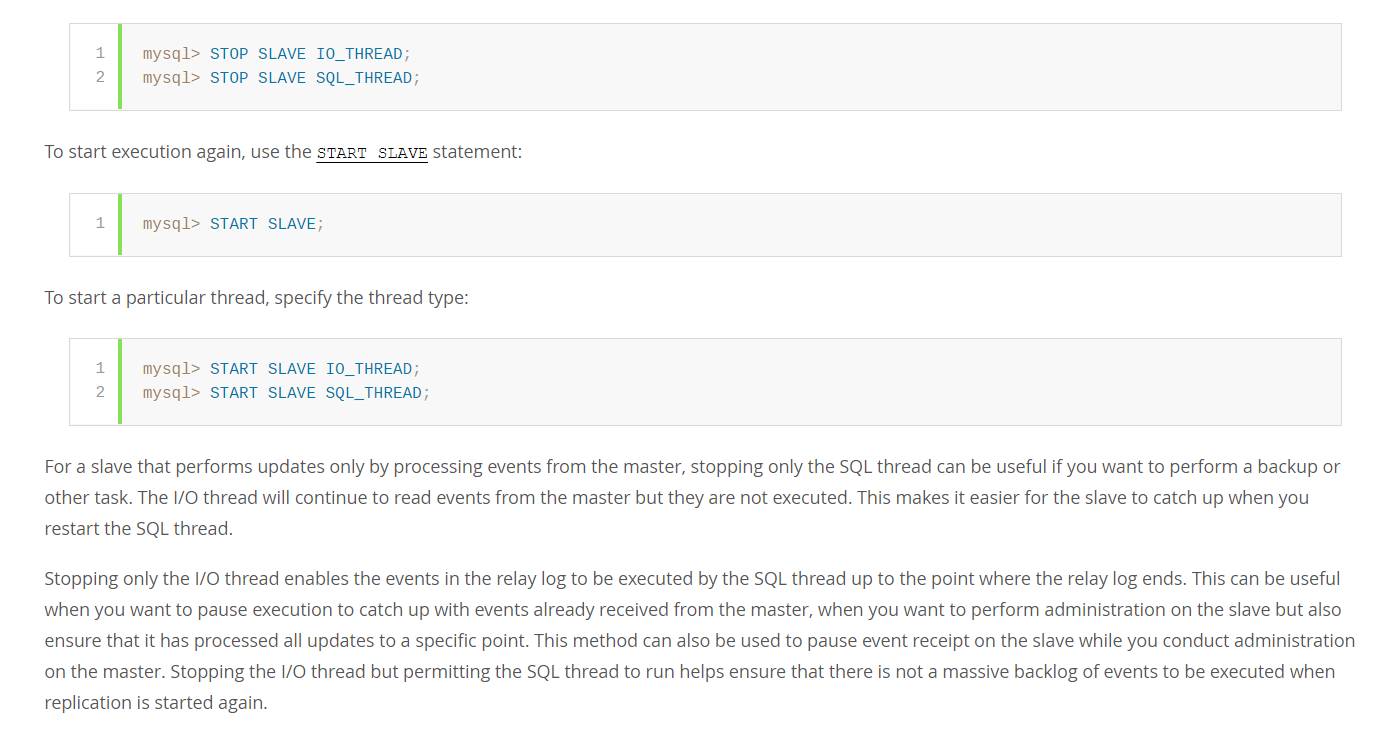 1 mysql> STOP SLAVE IO_THREAD;
2 mysql> STOP SLAVE SQL_THREAD;
To start execution again, use the START SLAVE statement:
1 mysql> START SLAVE;
To start a particular thread, specify the thread type:
1 mysql> START SLAVE IO_THREAD;
2 mysql> START SLAVE SQL_THREAD;
For a slave that performs updates only by processing events from the master, stopping only the SQL thread can be useful if you want to perform a backup or
other task. The I/O thread will continue to read events from the master but they are not executed. This makes it easier for the slave to catch up when you
restart the SQL thread.
Stopping only the I/O thread enables the events in the relay log to be executed by the SQL thread up to the point where the relay log ends. This can be useful
when you want to pause execution to catch up with events already received from the master, when you want to perform administration on the slave but also
ensure that it has processed all updates to a specific point. This method can also be used to pause event receipt on the slave while you conduct administration
on the master. Stopping the I/O thread but permitting the SQL thread to run helps ensure that there is not a massive backlog of events to be executed when
replication is started again.